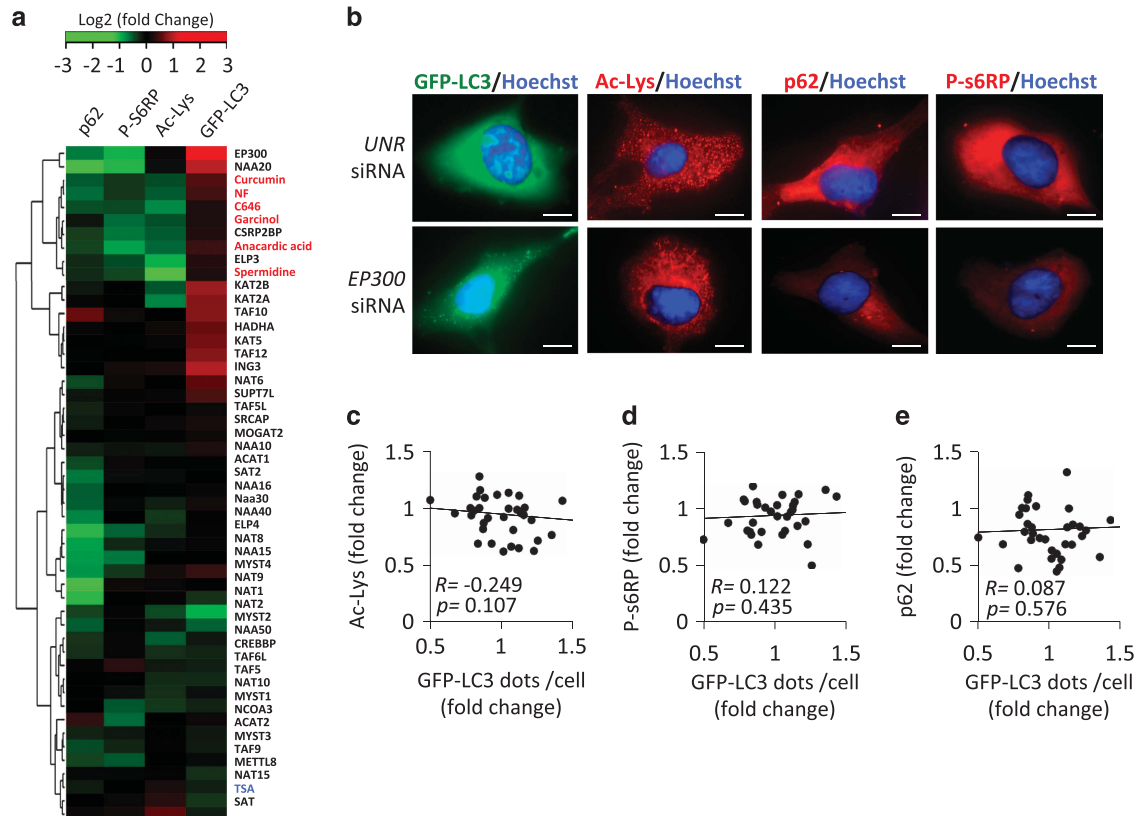 a
Log2 (fold Change)
-3 -2 -1 0 1 2 3
p62 P-S6RP Ac-Lys GFP-LC3
EP300
NAA20
Curcumin
NF
C646
Garcinol
CSRP2BP
Anacardic acid
ELP3
Spermidine
KAT2B
KAT2A
TAF10
HADHA
KAT5
TAF12
ING3
NAT6
SUPT7L
TAF5L
SRCAP
MOGAT2
NAA10
ACAT1
SAT2
NAA16
Naa30
NAA40
ELP4
NAT8
NAA15
MYST4
NAT9
NAT1
NAT2
MYST2
NAA50
CREBBP
TAF6L
TAF5
NAT10
MYST1
NCOA3
ACAT2
MYST3
TAF9
METTL8
NAT15
TSA
SAT
b
GFP-LC3/Hoechst Ac-Lys/Hoechst p62/Hoechst P-s6RP/Hoechst
UNR
siRNA
EP300
siRNA
c
Ac-Lys (fold change)
1.5
1
0.5
0
R= -0.249
p= 0.107
0.5 1 1.5
GFP-LC3 dots /cell
(fold change)
d
P-s6RP (fold change)
1.5
1
0.5
0
R= 0.122
p= 0.435
0.5 1 1.5
GFP-LC3 dots /cell
(fold change)
e
p62 (fold change)
1.5
1
0.5
0
R= 0.087
p= 0.576
0.5 1 1.5
GFP-LC3 dots /cell
(fold change)